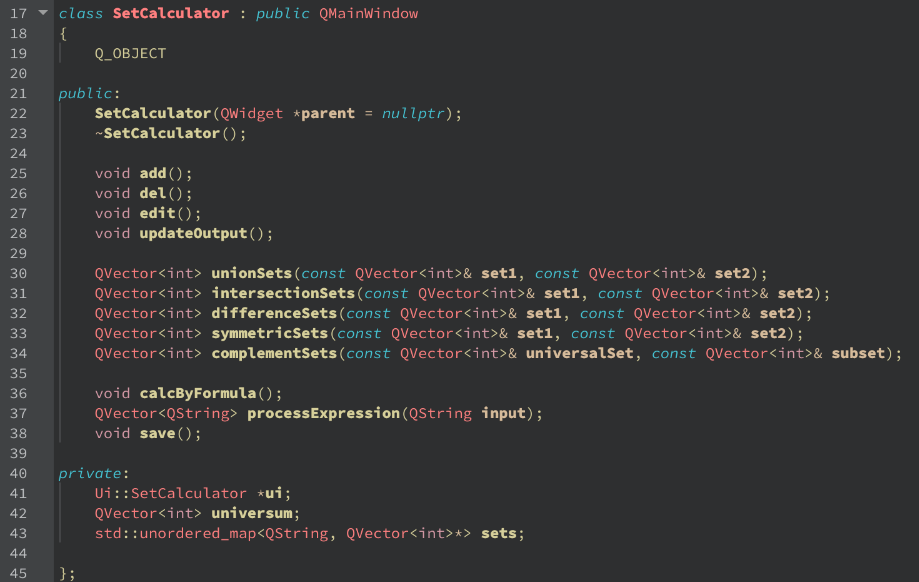 17 class SetCalculator : public QMainWindow
18 {
19     Q_OBJECT
20
21 public:
22     SetCalculator(QWidget *parent = nullptr);
23     ~SetCalculator();
24
25     void add();
26     void del();
27     void edit();
28     void updateOutput();
29
30     QVector<int> unionSets(const QVector<int>& set1, const QVector<int>& set2);
31     QVector<int> intersectionSets(const QVector<int>& set1, const QVector<int>& set2);
32     QVector<int> differenceSets(const QVector<int>& set1, const QVector<int>& set2);
33     QVector<int> symmetricSets(const QVector<int>& set1, const QVector<int>& set2);
34     QVector<int> complementSets(const QVector<int>& universalSet, const QVector<int>& subset);
35
36     void calcByFormula();
37     QVector<QString> processExpression(QString input);
38     void save();
39
40 private:
41     Ui::SetCalculator *ui;
42     QVector<int> universum;
43     std::unordered_map<QString, QVector<int>*> sets;
44
45 };